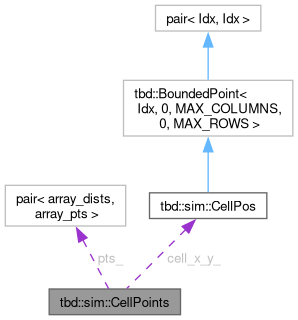 pair< Idx, Idx >
tbd::BoundedPoint<
Idx, 0, MAX_COLUMNS,
0, MAX_ROWS >
pair< array_dists,
array_pts >
tbd::sim::CellPos
pts_
cell_x_y_
tbd::sim::CellPoints